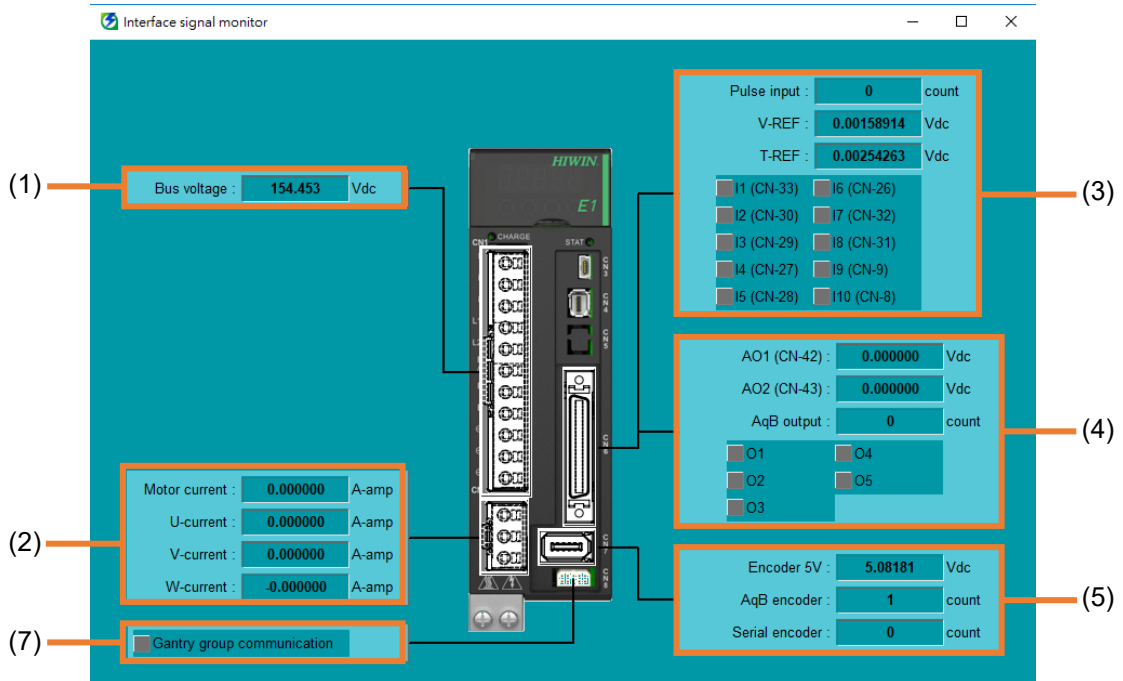 Interface signal monitor
(1)
Bus voltage : 154.453 Vdc
(2)
Motor current : 0.000000 A-amp
U-current : 0.000000 A-amp
V-current : 0.000000 A-amp
W-current : -0.000000 A-amp
(7)
Gantry group communication
HIWIN
E1
CN1
CHARGE
STAT
CN3
CN4
CN5
CN6
CN7
CN8
Pulse input : 0 count
V-REF : 0.00158914 Vdc
T-REF : 0.00254263 Vdc
I1 (CN-33) I6 (CN-26)
I2 (CN-30) I7 (CN-32)
I3 (CN-29) I8 (CN-31)
I4 (CN-27) I9 (CN-9)
I5 (CN-28) I10 (CN-8)
(3)
AO1 (CN-42) : 0.000000 Vdc
AO2 (CN-43) : 0.000000 Vdc
AqB output : 0 count
O1 O4
O2 O5
O3
(4)
Encoder 5V : 5.08181 Vdc
AqB encoder : 1 count
Serial encoder : 0 count
(5)